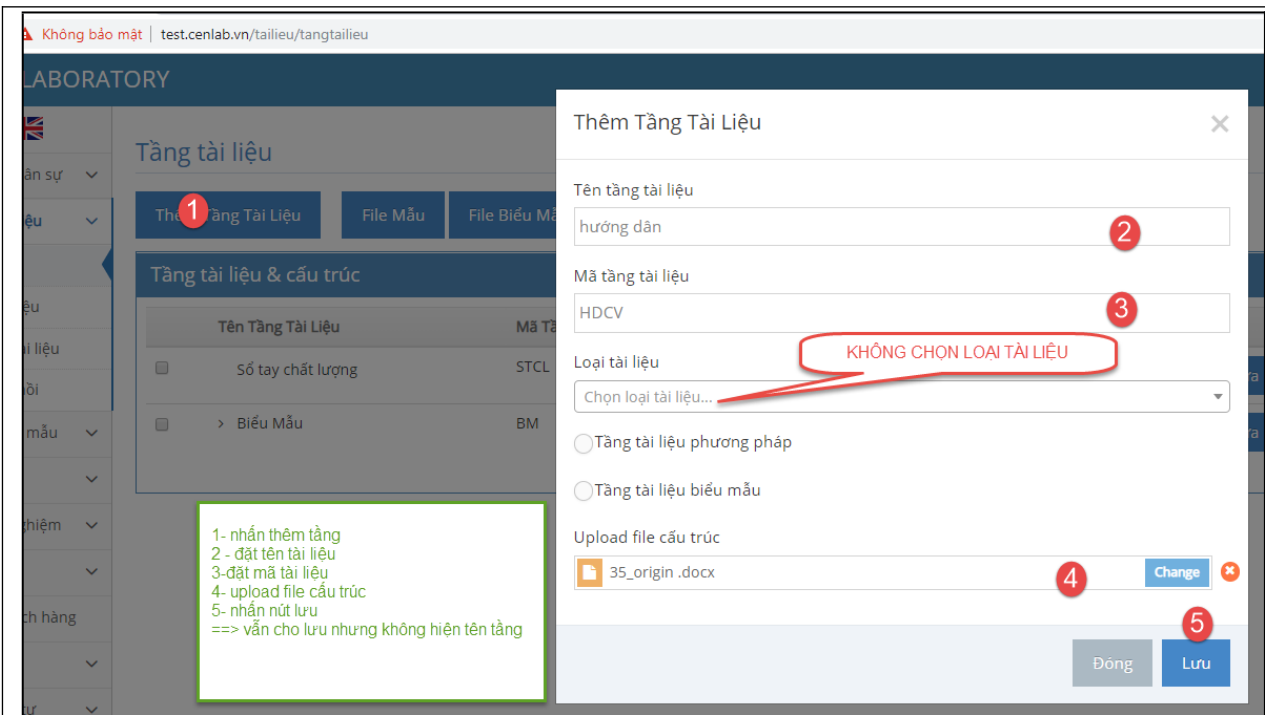 Không bảo mật | test.cenlab.vn/tailieu/tangtailieu
LABORATORY
Thêm Tầng Tài Liệu
Tầng tài liệu
ân sự
Tên tầng tài liệu
ệu
1
Tầng Tài Liệu
File Mẫu
File Biểu
hướng dân
2
Tầng tài liệu & cấu trúc
Mã tầng tài liệu
HDCV
3
ệu
Tên Tầng Tài Liệu
Mã
KHÔNG CHỌN LOẠI TÀI LIỆU
i liệu
Loại tài liệu
Sổ tay chất lượng
STCL
Chọn loại tài liệu...
ồi
> Biểu Mẫu
BM
mẫu
Tầng tài liệu phương pháp
Tầng tài liệu biểu mẫu
ghiệm
1- nhấn thêm tầng
2 - đặt tên tài liệu
3-đặt mã tài liệu
4- upload file cấu trúc
5- nhấn nút lưu
==> vẫn cho lưu nhưng không hiện tên tầng
Upload file cấu trúc
35_origin .docx
4
Change
ch hàng
5
Đóng
Lưu
tư